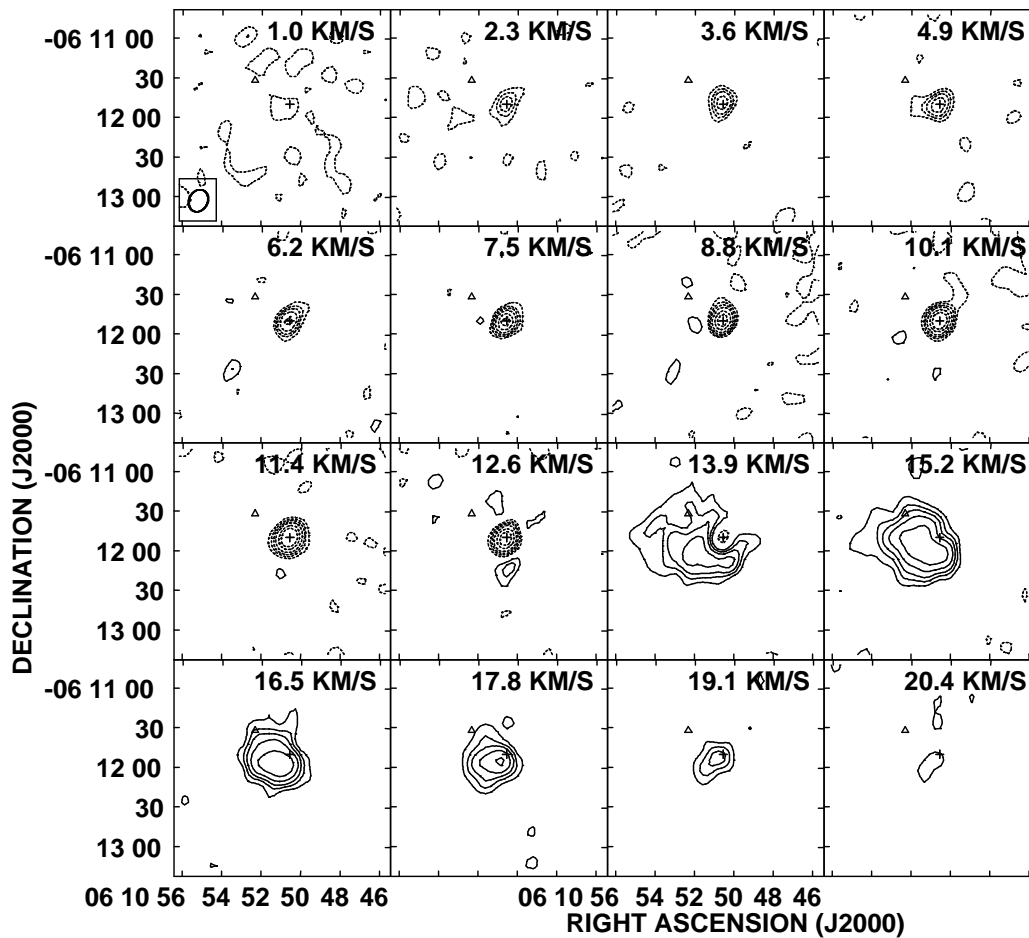 -06 11 00
1.0 KM/S
2.3 KM/S
3.6 KM/S
4.9 KM/S
30
12 00
30
13 00
-06 11 00
6.2 KM/S
7.5 KM/S
8.8 KM/S
10.1 KM/S
30
12 00
30
13 00
DECLINATION (J2000)
-06 11 00
11.4 KM/S
12.6 KM/S
13.9 KM/S
15.2 KM/S
30
12 00
30
13 00
-06 11 00
16.5 KM/S
17.8 KM/S
19.1 KM/S
20.4 KM/S
30
12 00
30
13 00
06 10 56 54 52 50 48 46
06 10 56 54 52 50 48 46
RIGHT ASCENSION (J2000)